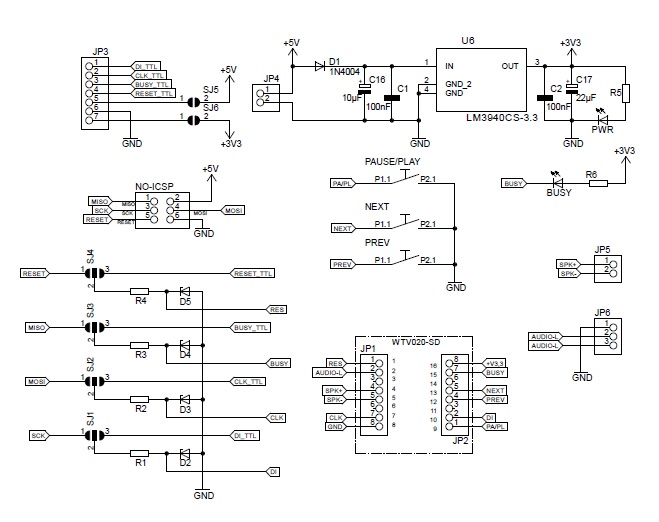 JP3
1 DI_TTL
2 CLK_TTL
3 BUSY_TTL
4 RESET_TTL
5
6
7
1 SJ5 +5V
1 SJ6 +3V3
GND
+5V
JP4
1
2
D1
1N4004
C16
10µF
C1
100nF
U6
1 IN OUT 3
2 GND_2
4 GND
LM3940CS-3.3
GND
+3V3
C2
100nF
C17
22µF
R5
PWR
GND
NO-ICSP
+5V
MISO MISO 1 2
SCK SCK 3 4 MOSI MOSI
RESET RESET 5 6
GND
PAUSE/PLAY
PA/PL P1.1 P2.1
NEXT
NEXT P1.1 P2.1
PREV
PREV P1.1 P2.1
GND
+3V3
BUSY
BUSY
R6
SJ4
RESET 1 3 RESET_TTL
2
R4 D5
RES
SJ3
MISO 1 3 BUSY_TTL
2
R3 D4
BUSY
SJ2
MOSI 1 3 CLK_TTL
2
R2 D3
CLK
SJ1
SCK 1 3 DI_TTL
2
R1 D2
DI
GND
JP5
SPK+ 1
SPK- 2
JP6
1
AUDIO-L 2
AUDIO-L 3
GND
WTV020-SD
JP1
RES 1 1
AUDIO-L 2 2
3 3
SPK+ 4 4
SPK- 5 5
6 6
CLK 7 7
GND 8 8
16 8 +V3,3
15 7 BUSY
14 6
13 5 NEXT
12 4 PREV
11 3
10 2 DI
9 1 PA/PL
JP2